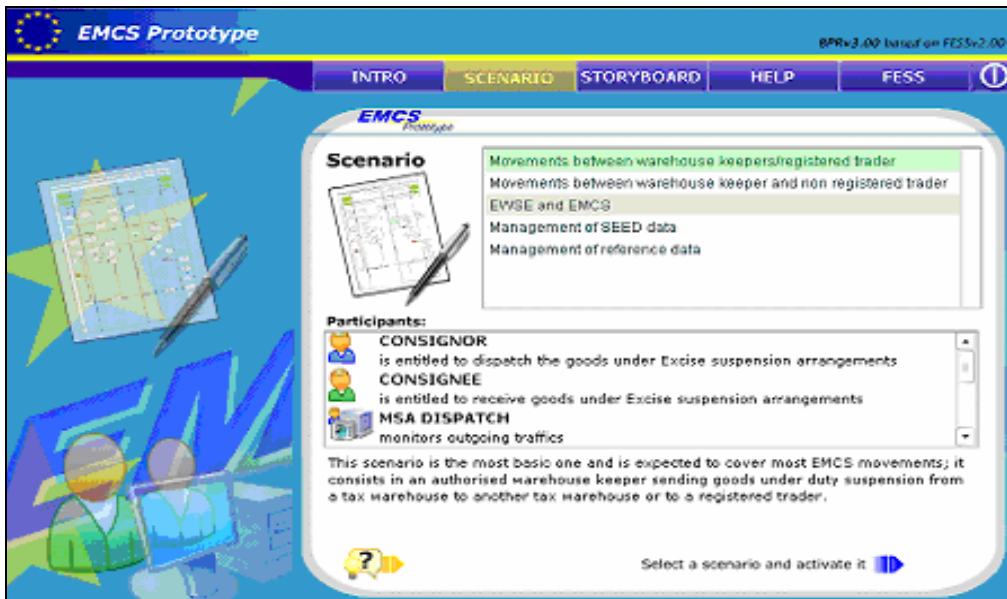 EMCS Prototype
BPRv3.00 based on FESSv2.00
INTRO SCENARIO STORYBOARD HELP FESS
EMCS
Prototype
Scenario
Movements between warehouse keepers/registered trader
Movements between warehouse keeper and non registered trader
EWSE and EMCS
Management of SEED data
Management of reference data
Participants:
CONSIGNOR
is entitled to dispatch the goods under Excise suspension arrangements
CONSIGNEE
is entitled to receive goods under Excise suspension arrangements
MSA DISPATCH
monitors outgoing traffics
This scenario is the most basic one and is expected to cover most EMCS movements; it
consists in an authorised warehouse keeper sending goods under duty suspension from
a tax warehouse to another tax warehouse or to a registered trader.
?
Select a scenario and activate it